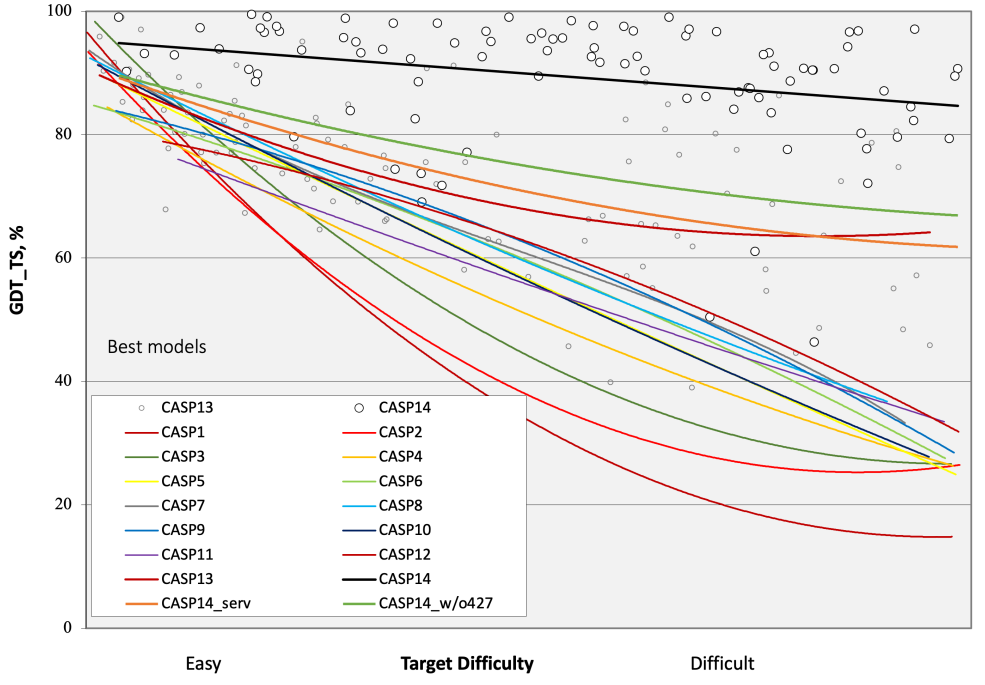 100
80
60
40
20
0
GDT_TS, %
Best models
CASP13 CASP14
CASP1 CASP2
CASP3 CASP4
CASP5 CASP6
CASP7 CASP8
CASP9 CASP10
CASP11 CASP12
CASP13 CASP14
CASP14_serv CASP14_w/o427
Easy Target Difficulty Difficult